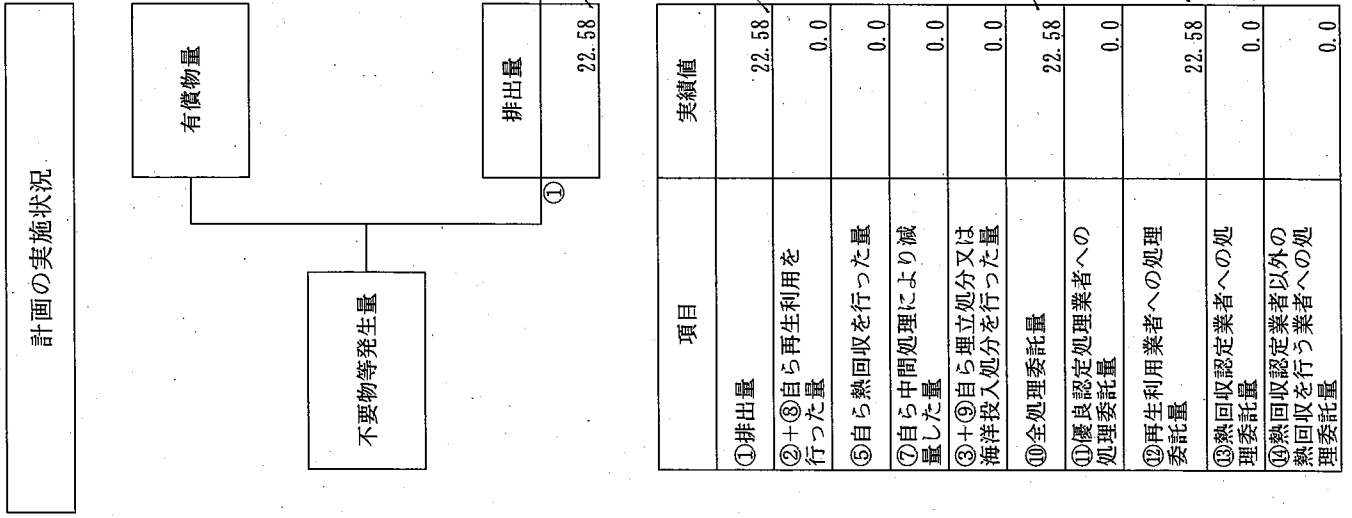 計画の実施状況
有償物量
不要物等発生量
排出量
①
22.58
項目
実績値
①排出量
22.58
②+⑧自ら再生利用を
行った量
0.0
⑤自ら熱回収を行った量
0.0
⑦自ら中間処理により減
量した量
0.0
③+⑨自ら埋立処分又は
海洋投入処分を行った量
0.0
⑩全処理委託量
22.58
⑪優良認定処理業者への
処理委託量
0.0
⑫再生利用業者への処理
委託量
22.58
⑬熱回収認定業者への処
理委託量
0.0
⑭熱回収認定業者以外の
熱回収を行う業者への処
理委託量
0.0